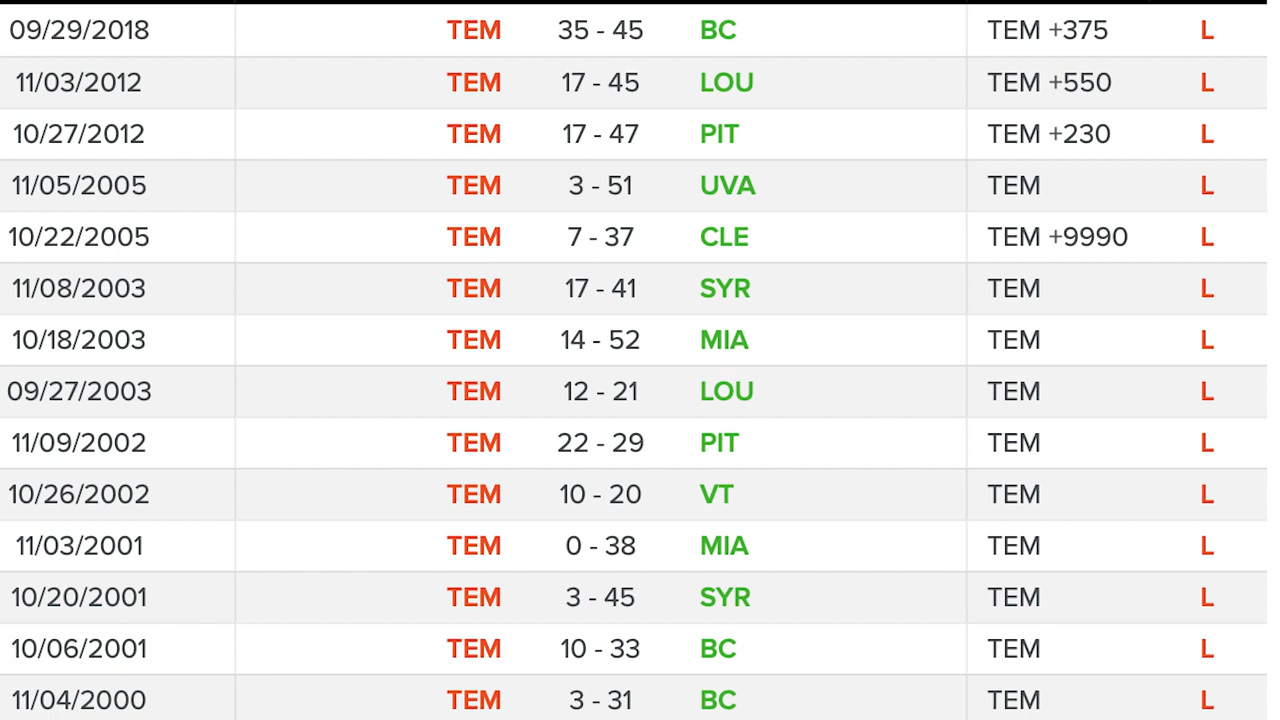 09/29/2018 TEM 35 - 45 BC TEM +375 L
11/03/2012 TEM 17 - 45 LOU TEM +550 L
10/27/2012 TEM 17 - 47 PIT TEM +230 L
11/05/2005 TEM 3 - 51 UVA TEM L
10/22/2005 TEM 7 - 37 CLE TEM +9990 L
11/08/2003 TEM 17 - 41 SYR TEM L
10/18/2003 TEM 14 - 52 MIA TEM L
09/27/2003 TEM 12 - 21 LOU TEM L
11/09/2002 TEM 22 - 29 PIT TEM L
10/26/2002 TEM 10 - 20 VT TEM L
11/03/2001 TEM 0 - 38 MIA TEM L
10/20/2001 TEM 3 - 45 SYR TEM L
10/06/2001 TEM 10 - 33 BC TEM L
11/04/2000 TEM 3 - 31 BC TEM L